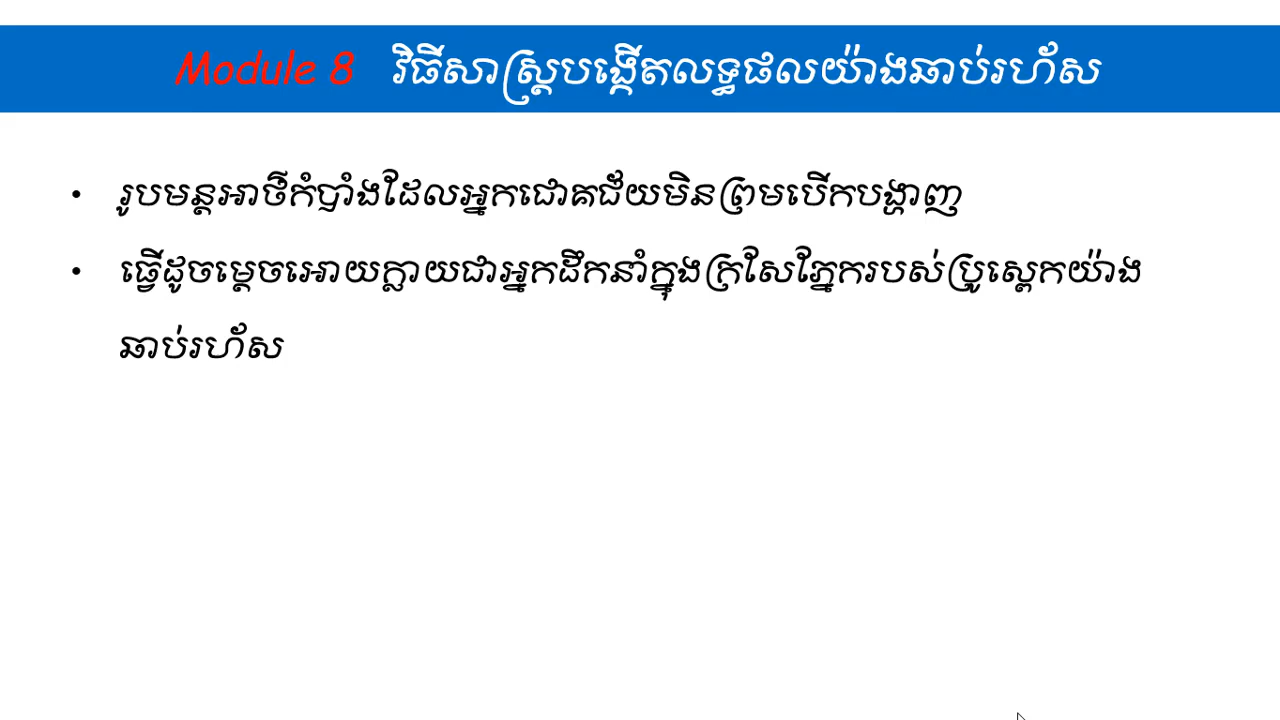 Module 8 វិធីសាស្ត្របង្កើតលទ្ធផលយ៉ាងឆាប់រហ័ស
• រូបមន្តអាថ៌កំបាំងដែលអ្នកជោគជ័យមិនព្រមបើកបង្ហាញ
• ធ្វើដូចម្តេចអោយក្លាយជាអ្នកដឹកនាំក្នុងក្រសែភ្នែករបស់ប្រូស្ពេកយ៉ាង
ឆាប់រហ័ស